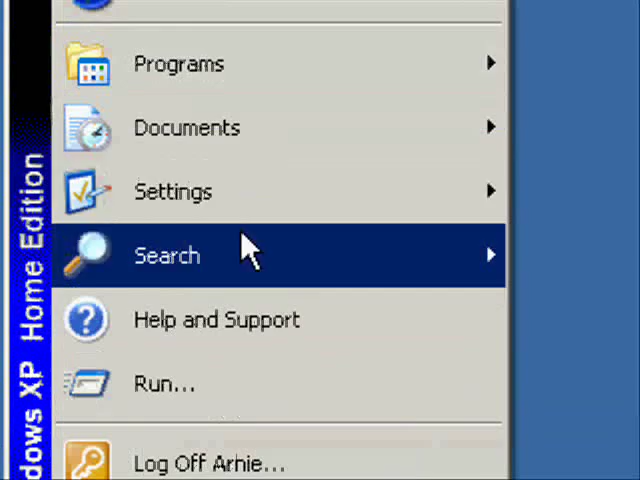 Programs
Documents
Settings
Search
Help and Support
Run...
Log Off Arnie...
dows XP Home Edition